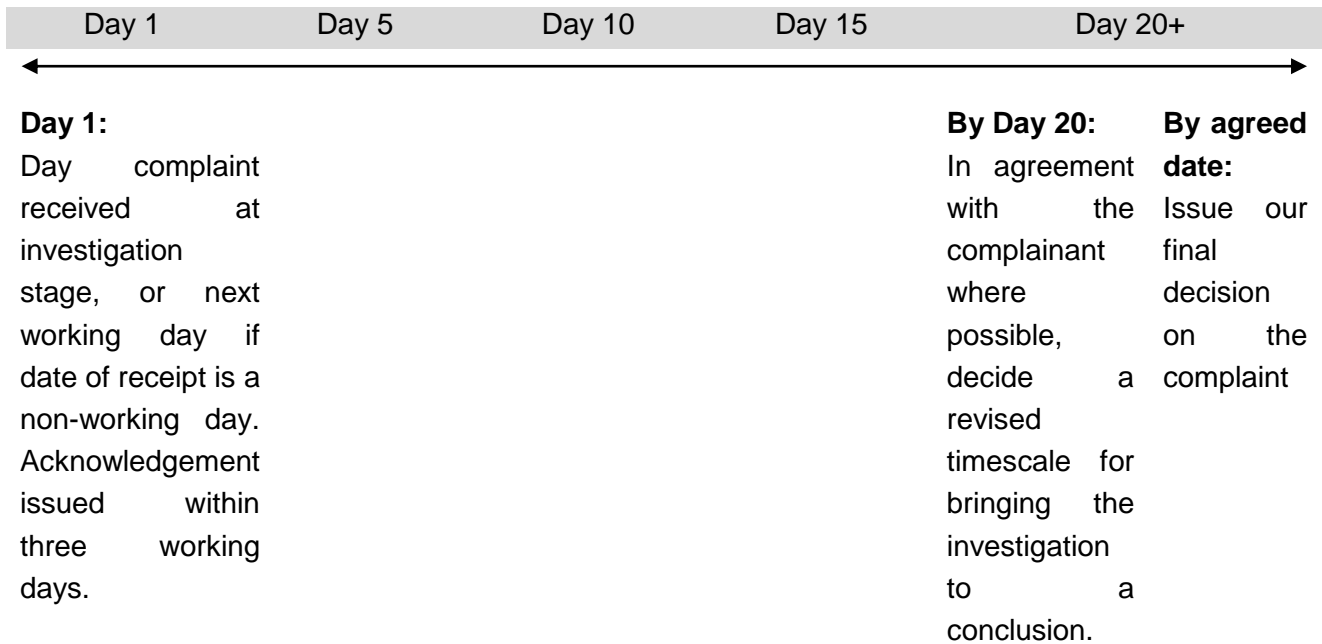 Day 1 Day 5 Day 10 Day 15 Day 20+
Day 1:
Day complaint
received at
investigation
stage, or next
working day if
date of receipt is a
non-working day.
Acknowledgement
issued within
three working
days.
By Day 20:
In agreement
with the
complainant
where
possible,
decide a
revised
timescale for
bringing the
investigation
to a
conclusion.
By agreed
date:
Issue our
final
decision
on the
complaint